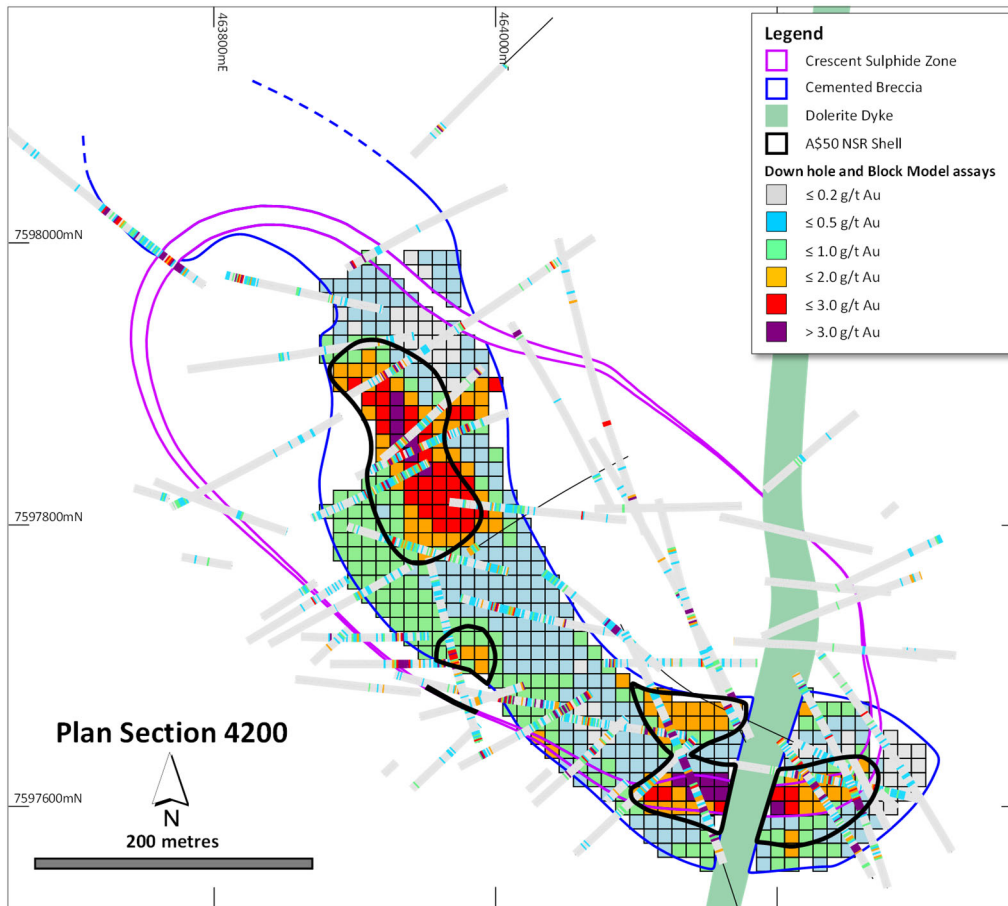 463800mE
464000m
Legend
Crescent Sulphide Zone
Cemented Breccia
Dolerite Dyke
A$50 NSR Shell
Down hole and Block Model assays
≤ 0.2 g/t Au
≤ 0.5 g/t Au
≤ 1.0 g/t Au
≤ 2.0 g/t Au
≤ 3.0 g/t Au
> 3.0 g/t Au
7598000mN
7597800mN
Plan Section 4200
N
7597600mN
200 metres